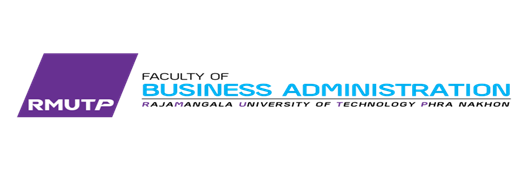 RMUTP
FACULTY OF
BUSINESS ADMINISTRATION
RAJAMANGALA UNIVERSITY OF TECHNOLOGY PHRA NAKHON